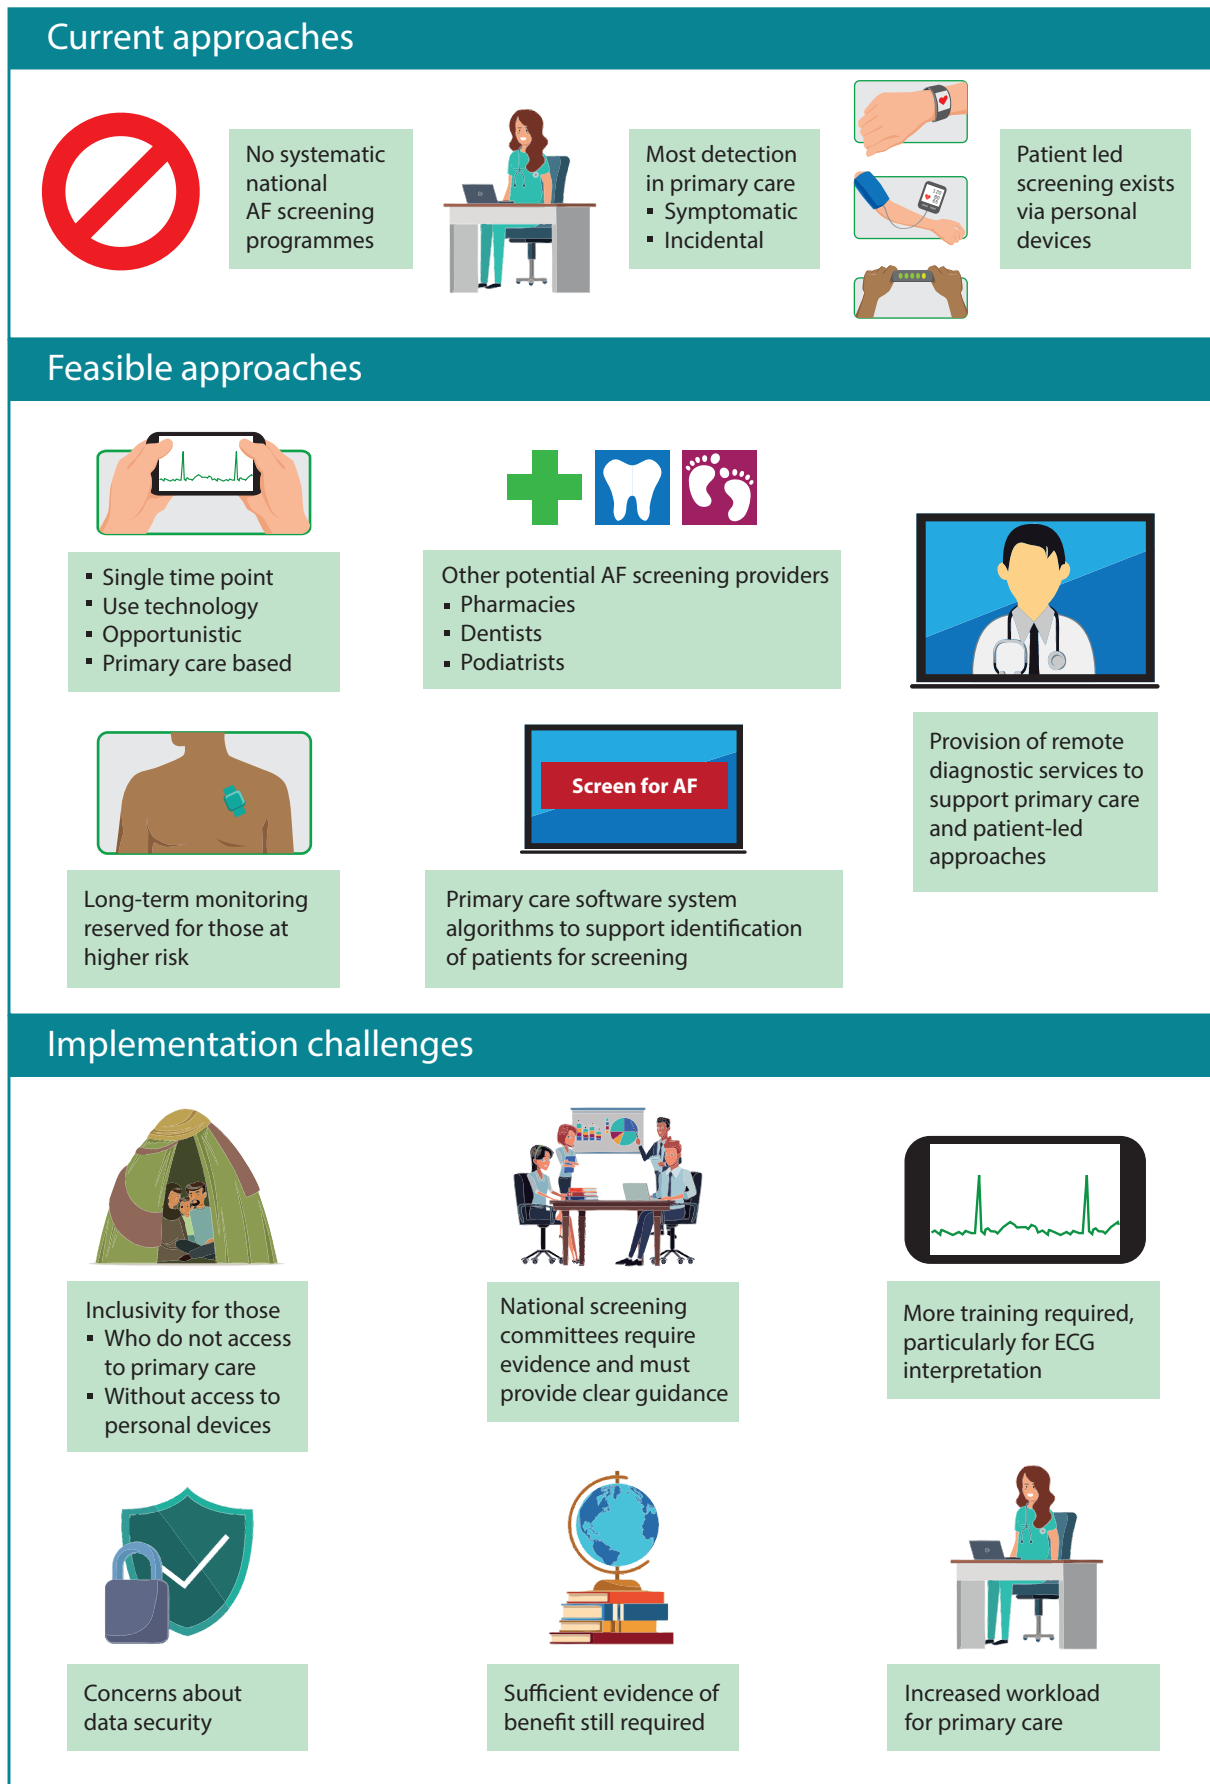 Current approaches
No systematic
national
AF screening
programmes
Most detection
in primary care
▪ Symptomatic
▪ Incidental
Patient led
screening exists
via personal
devices
Feasible approaches
▪ Single time point
▪ Use technology
▪ Opportunistic
▪ Primary care based
Other potential AF screening providers
▪ Pharmacies
▪ Dentists
▪ Podiatrists
Provision of remote
diagnostic services to
support primary care
and patient-led
approaches
Long-term monitoring
reserved for those at
higher risk
Screen for AF
Primary care software system
algorithms to support identification
of patients for screening
Implementation challenges
Inclusivity for those
▪ Who do not access
to primary care
▪ Without access to
personal devices
National screening
committees require
evidence and must
provide clear guidance
More training required,
particularly for ECG
interpretation
Concerns about
data security
Sufficient evidence of
benefit still required
Increased workload
for primary care